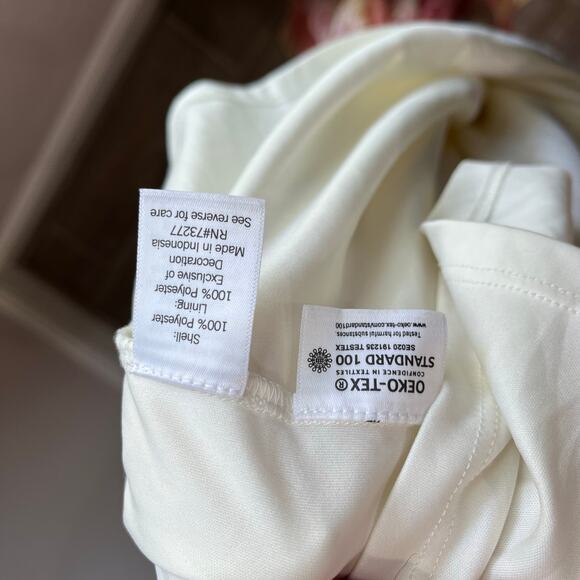 Shell:
100% Polyester
Lining:
100% Polyester
Exclusive of
Decoration
Made in Indonesia
RN#73277
See reverse for care
OEKO-TEX®
CONFIDENCE IN TEXTILES
STANDARD 100
SE020 191235 TESTEX
Tested for harmful substances.
www.oeko-tex.com/standard100